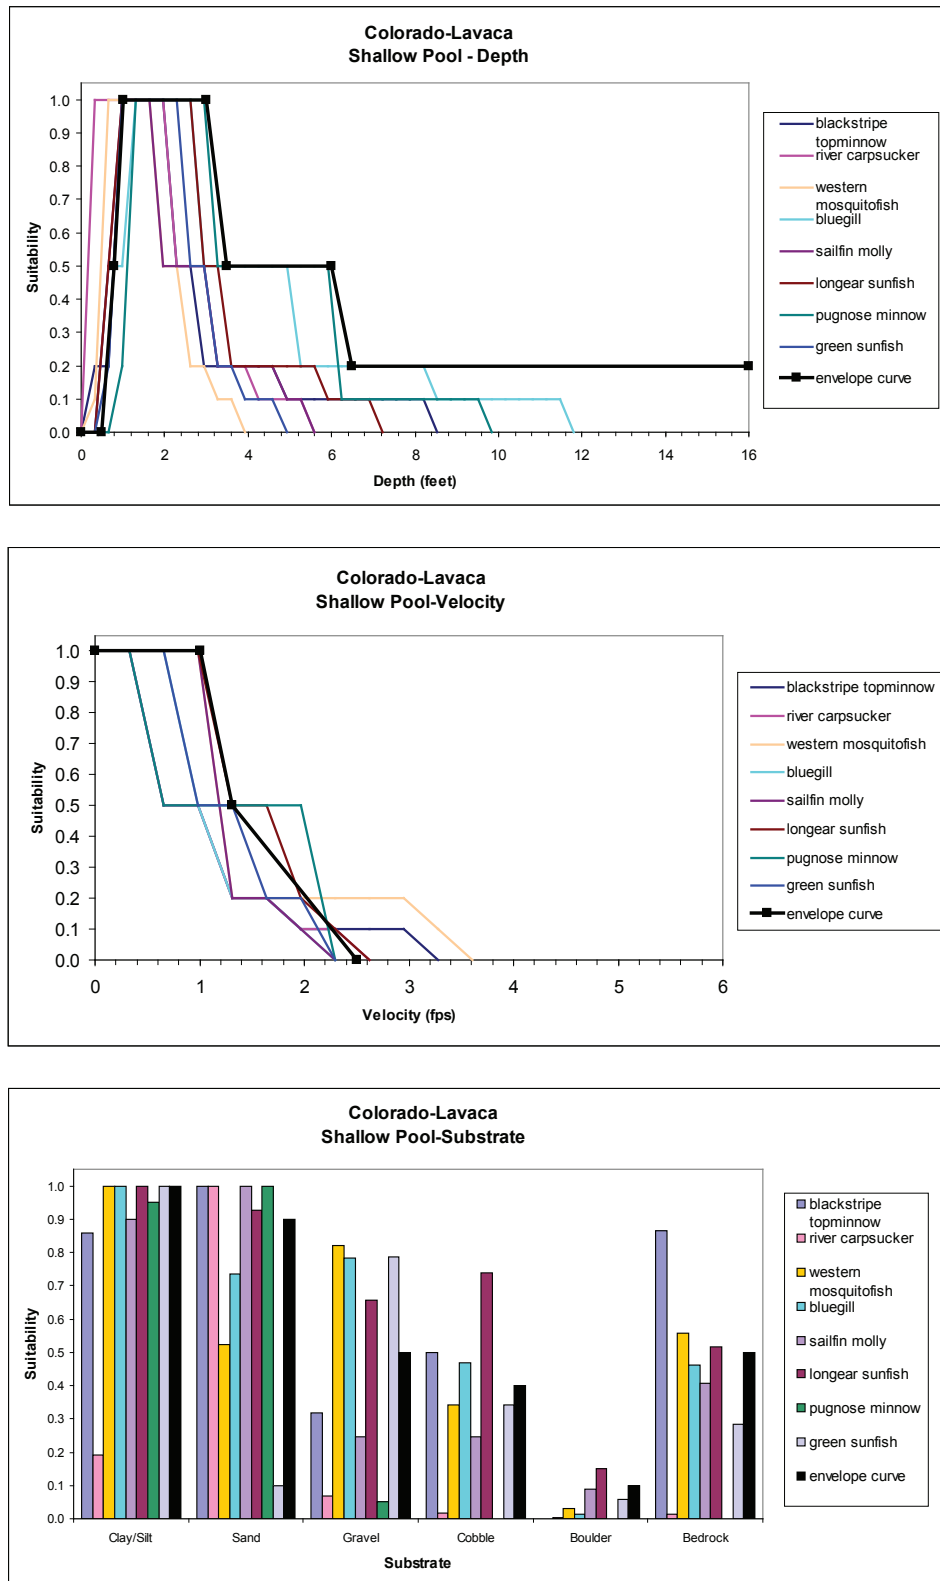 Colorado-Lavaca
Shallow Pool - Depth
1.0
0.9
0.8
0.7
0.6
0.5
0.4
0.3
0.2
0.1
0.0
Suitability
0 2 4 6 8 10 12 14 16
Depth (feet)
blackstripe
topminnow
river carpsucker
western
mosquitofish
bluegill
sailfin molly
longear sunfish
pugnose minnow
green sunfish
envelope curve
Colorado-Lavaca
Shallow Pool-Velocity
1.0
0.9
0.8
0.7
0.6
0.5
0.4
0.3
0.2
0.1
0.0
Suitability
0 1 2 3 4 5 6
Velocity (fps)
blackstripe topminnow
river carpsucker
western mosquitofish
bluegill
sailfin molly
longear sunfish
pugnose minnow
green sunfish
envelope curve
Colorado-Lavaca
Shallow Pool-Substrate
1.0
0.9
0.8
0.7
0.6
0.5
0.4
0.3
0.2
0.1
0.0
Suitability
Clay/Silt Sand Gravel Cobble Boulder Bedrock
Substrate
blackstripe
topminnow
river carpsucker
western
mosquitofish
bluegill
sailfin molly
longear sunfish
pugnose minnow
green sunfish
envelope curve